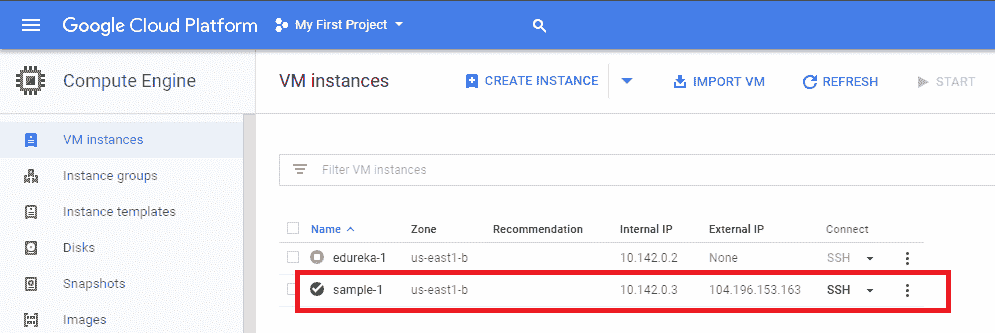 Google Cloud Platform My First Project
Compute Engine VM instances CREATE INSTANCE IMPORT VM REFRESH START
VM instances
Instance groups
Instance templates
Disks
Snapshots
Images
Filter VM instances
Name Zone Recommendation Internal IP External IP Connect
edureka-1 us-east1-b 10.142.0.2 None SSH
sample-1 us-east1-b 10.142.0.3 104.196.153.163 SSH